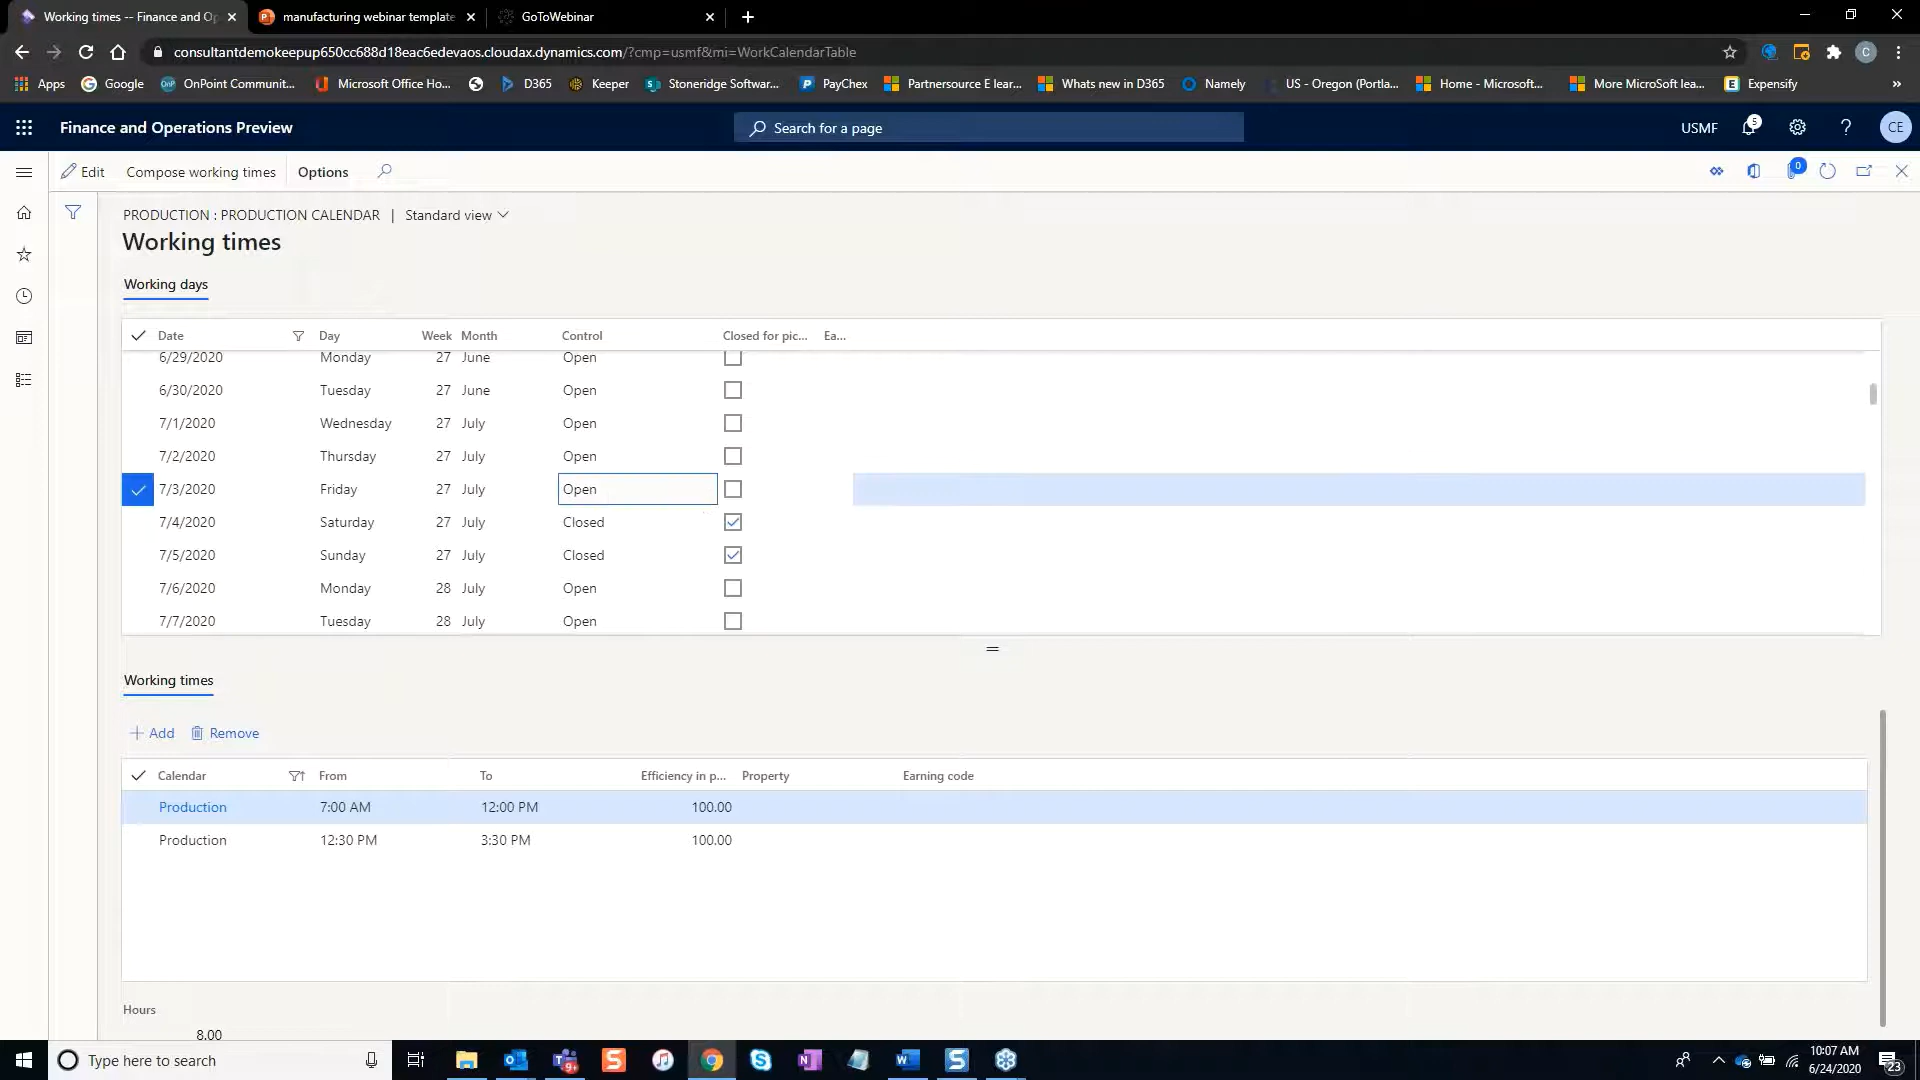 Working times -- Finance and Op
manufacturing webinar template
GoToWebinar
consultantdemokeepup650cc688d18eac6edevaos.cloudax.dynamics.com/?cmp=usmf&mi=WorkCalendarTable
C
Apps Google OnPoint Communit... Microsoft Office Ho... D365 Keeper Stoneridge Softwar... PayChex Partnersource E lear... Whats new in D365 Namely US - Oregon (Portla... Home - Microsoft... More MicroSoft lea... Expensify »
Finance and Operations Preview
Search for a page
USMF
5
?
CE
Edit Compose working times Options
0
PRODUCTION : PRODUCTION CALENDAR | Standard view
Working times
Working days
Date Day Week Month Control Closed for pic... Ea...
6/29/2020 Monday 27 June Open
6/30/2020 Tuesday 27 June Open
7/1/2020 Wednesday 27 July Open
7/2/2020 Thursday 27 July Open
7/3/2020 Friday 27 July Open
7/4/2020 Saturday 27 July Closed
7/5/2020 Sunday 27 July Closed
7/6/2020 Monday 28 July Open
7/7/2020 Tuesday 28 July Open
Working times
Add Remove
Calendar From To Efficiency in p... Property Earning code
Production 7:00 AM 12:00 PM 100.00
Production 12:30 PM 3:30 PM 100.00
Hours
8.00
Type here to search
10:07 AM
6/24/2020
23